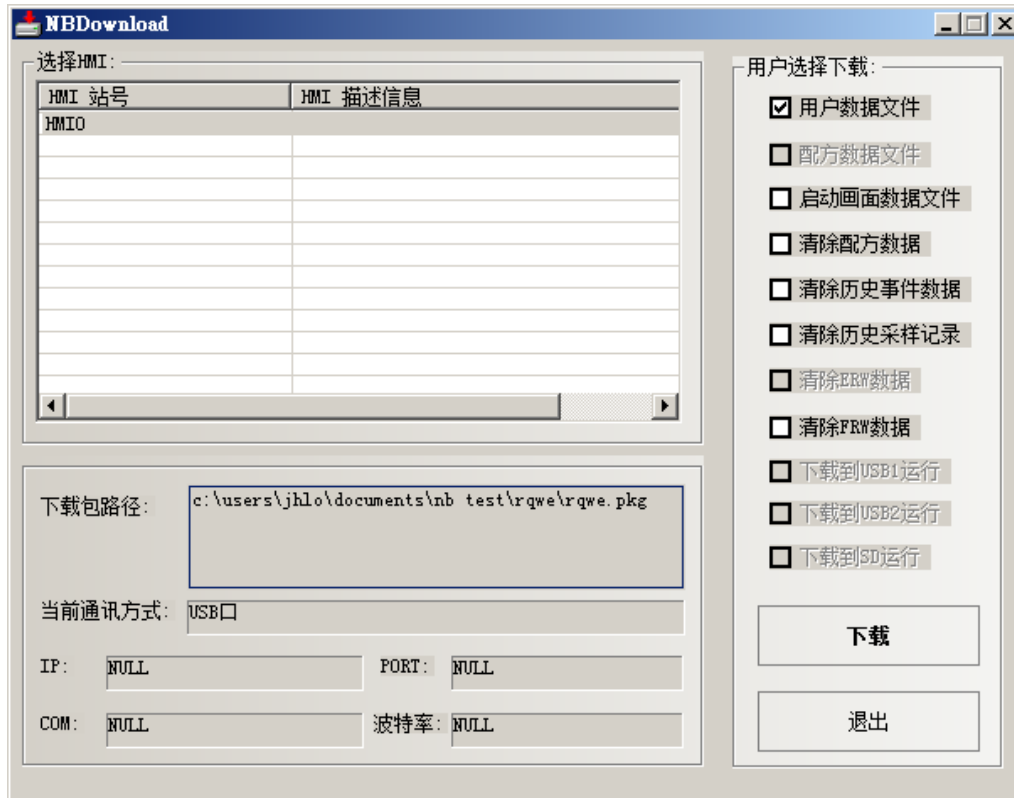 NBDownload
选择HMI:
HMI 站号 HMI 描述信息
HMI0
用户选择下载:
用户数据文件
配方数据文件
启动画面数据文件
清除配方数据
清除历史事件数据
清除历史采样记录
清除ERW数据
清除FRW数据
下载到USB1运行
下载到USB2运行
下载到SD运行
下载
退出
下载包路径: c:\users\jhlo\documents\nb test\rqwe\rqwe.pkg
当前通讯方式: USB口
IP: NULL PORT: NULL
COM: NULL 波特率: NULL